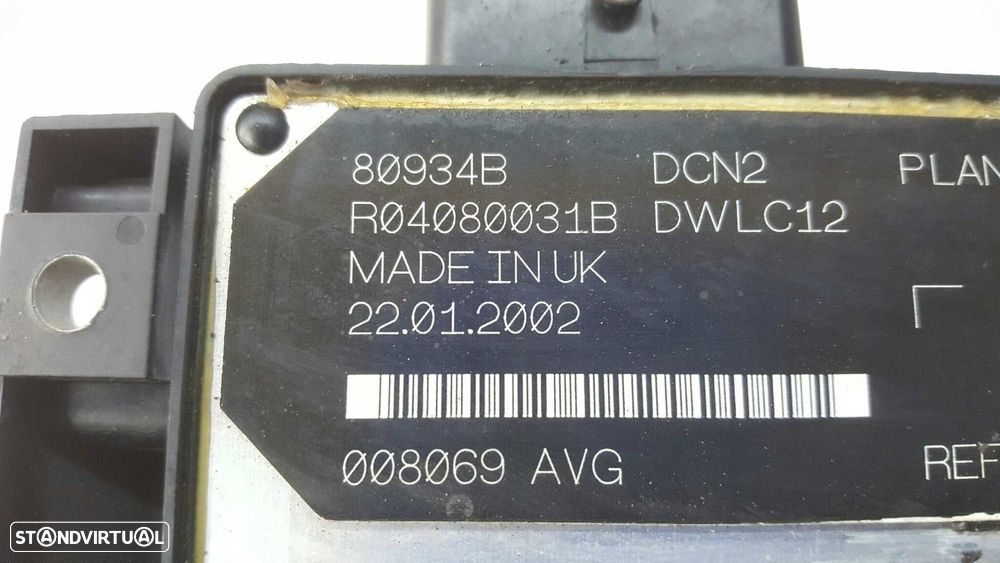 80934B DCN2 PLAN
R04080031B DWLC12
MADE IN UK
22.01.2002
008069 AVG REF
STANDVIRTUAL